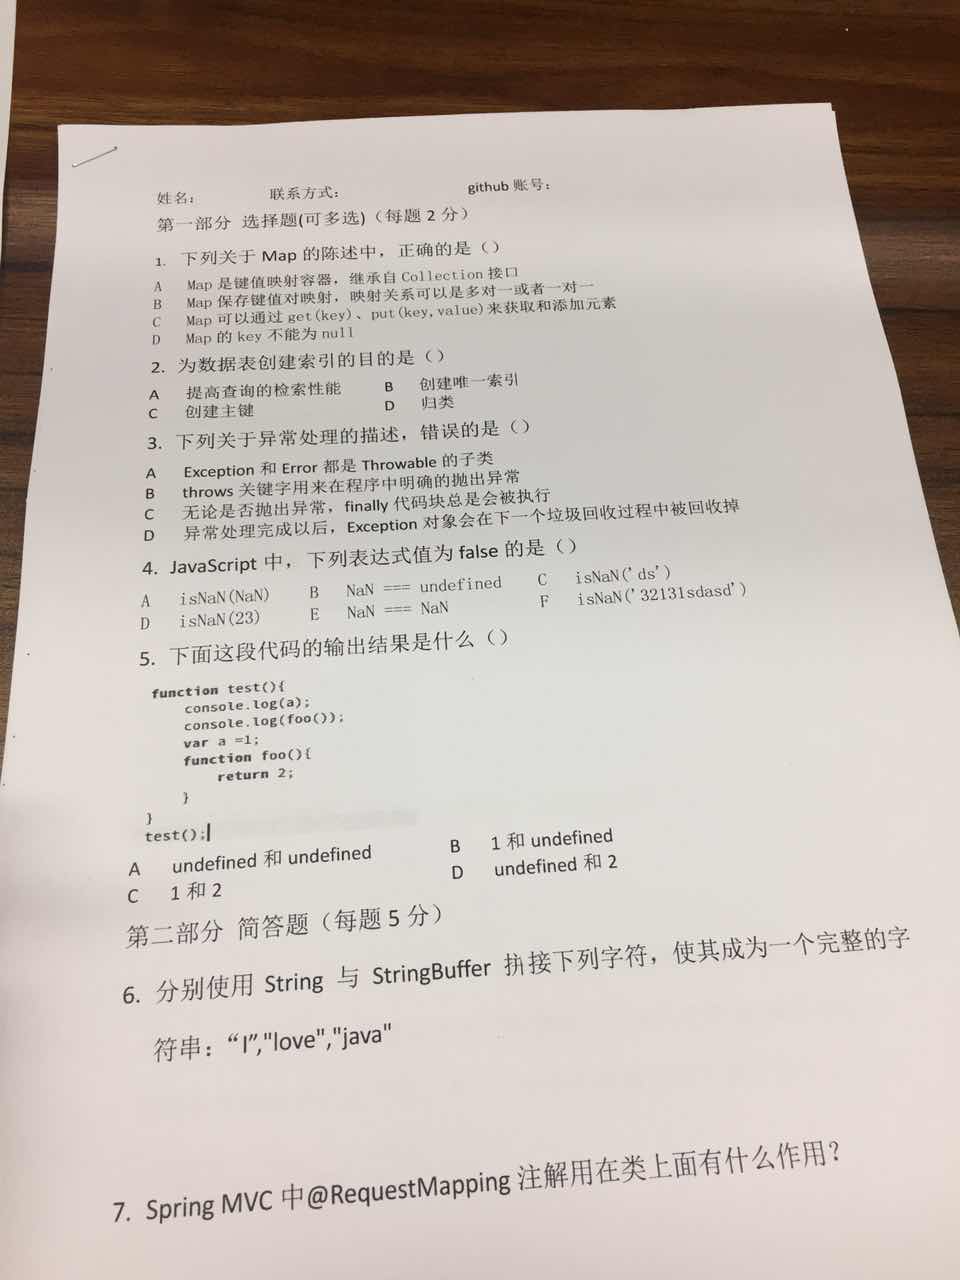 姓名： 联系方式： github 账号：
第一部分 选择题(可多选)（每题 2 分）
1. 下列关于 Map 的陈述中，正确的是（）
A Map 是键值映射容器，继承自 Collection 接口
B Map 保存键值对映射，映射关系可以是多对一或者一对一
C Map 可以通过 get(key)、put(key,value)来获取和添加元素
D Map 的 key 不能为 null
2. 为数据表创建索引的目的是（）
A 提高查询的检索性能 B 创建唯一索引
C 创建主键 D 归类
3. 下列关于异常处理的描述，错误的是（）
A Exception 和 Error 都是 Throwable 的子类
B throws 关键字用来在程序中明确的抛出异常
C 无论是否抛出异常，finally 代码块总是会被执行
D 异常处理完成以后，Exception 对象会在下一个垃圾回收过程中被回收掉
4. JavaScript 中，下列表达式值为 false 的是（）
A isNaN(NaN) B NaN === undefined C isNaN('ds')
D isNaN(23) E NaN === NaN F isNaN('32131sdasd')
5. 下面这段代码的输出结果是什么（）
function test(){
console.log(a);
console.log(foo());
var a =1;
function foo(){
return 2;
}
}
test();
A undefined 和 undefined B 1 和 undefined
C 1 和 2 D undefined 和 2
第二部分 简答题（每题 5 分）
6. 分别使用 String 与 StringBuffer 拼接下列字符，使其成为一个完整的字
符串：“I”,"love","java"
7. Spring MVC 中@RequestMapping 注解用在类上面有什么作用？